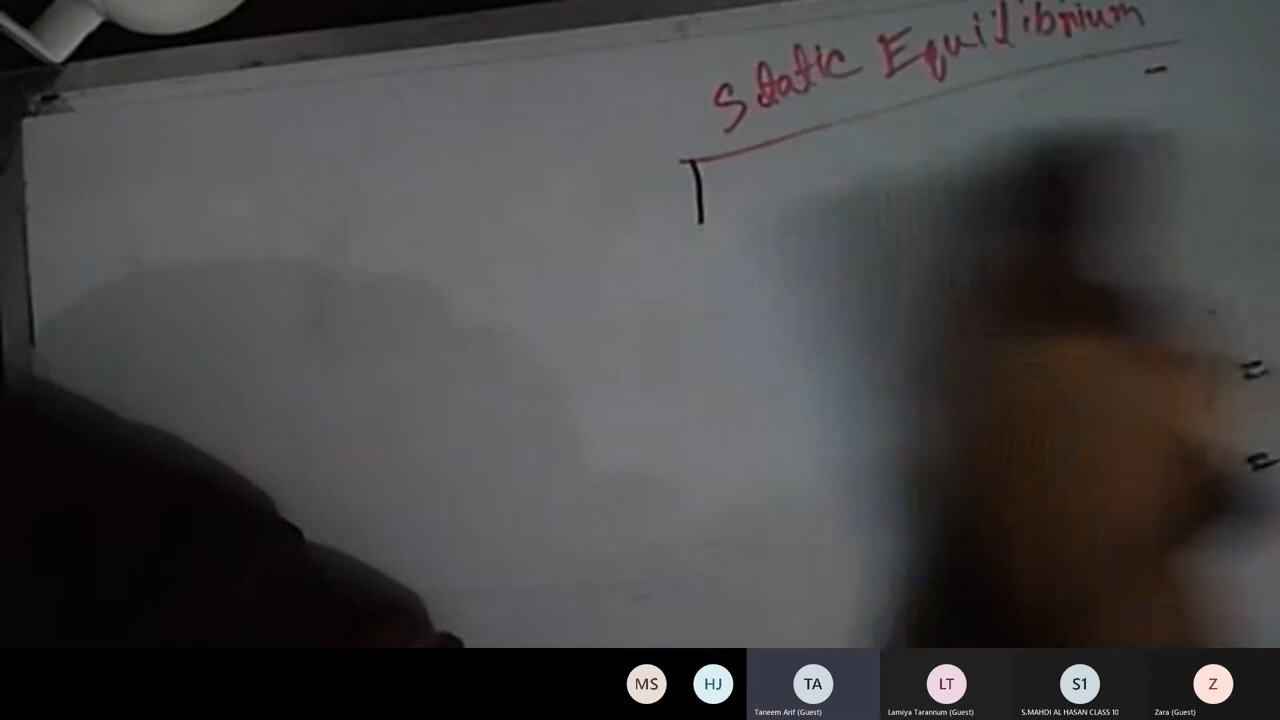 Static Equilibrium
MS
HJ
TA
LT
S1
Z
Taneem Arif (Guest)
Lamiya Tarannum (Guest)
S.MAHDI AL HASAN CLASS 10
Zara (Guest)